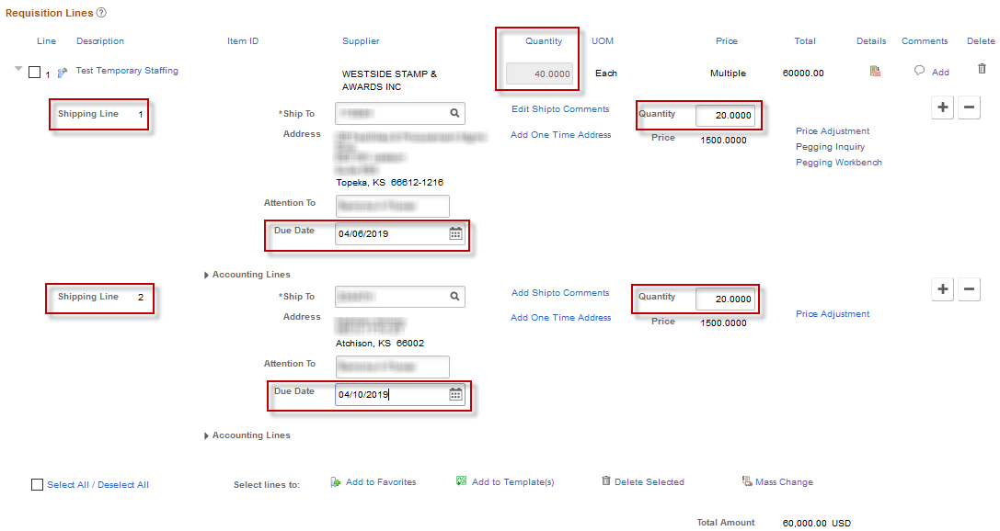 Requisition Lines ?
Line Description Item ID Supplier Quantity UOM Price Total Details Comments Delete
1 Test Temporary Staffing WESTSIDE STAMP & AWARDS INC 40.0000 Each Multiple 60000.00 Add
Shipping Line 1 *Ship To Edit Shipto Comments Quantity 20.0000
Address Add One Time Address Price 1500.0000 Price Adjustment
Pegging Inquiry
Pegging Workbench
Topeka, KS 66612-1216
Attention To
Due Date 04/06/2019
Accounting Lines
Shipping Line 2 *Ship To Add Shipto Comments Quantity 20.0000
Address Add One Time Address Price 1500.0000 Price Adjustment
Atchison, KS 66002
Attention To
Due Date 04/10/2019
Accounting Lines
Select All / Deselect All Select lines to: Add to Favorites Add to Template(s) Delete Selected Mass Change
Total Amount 60,000.00 USD